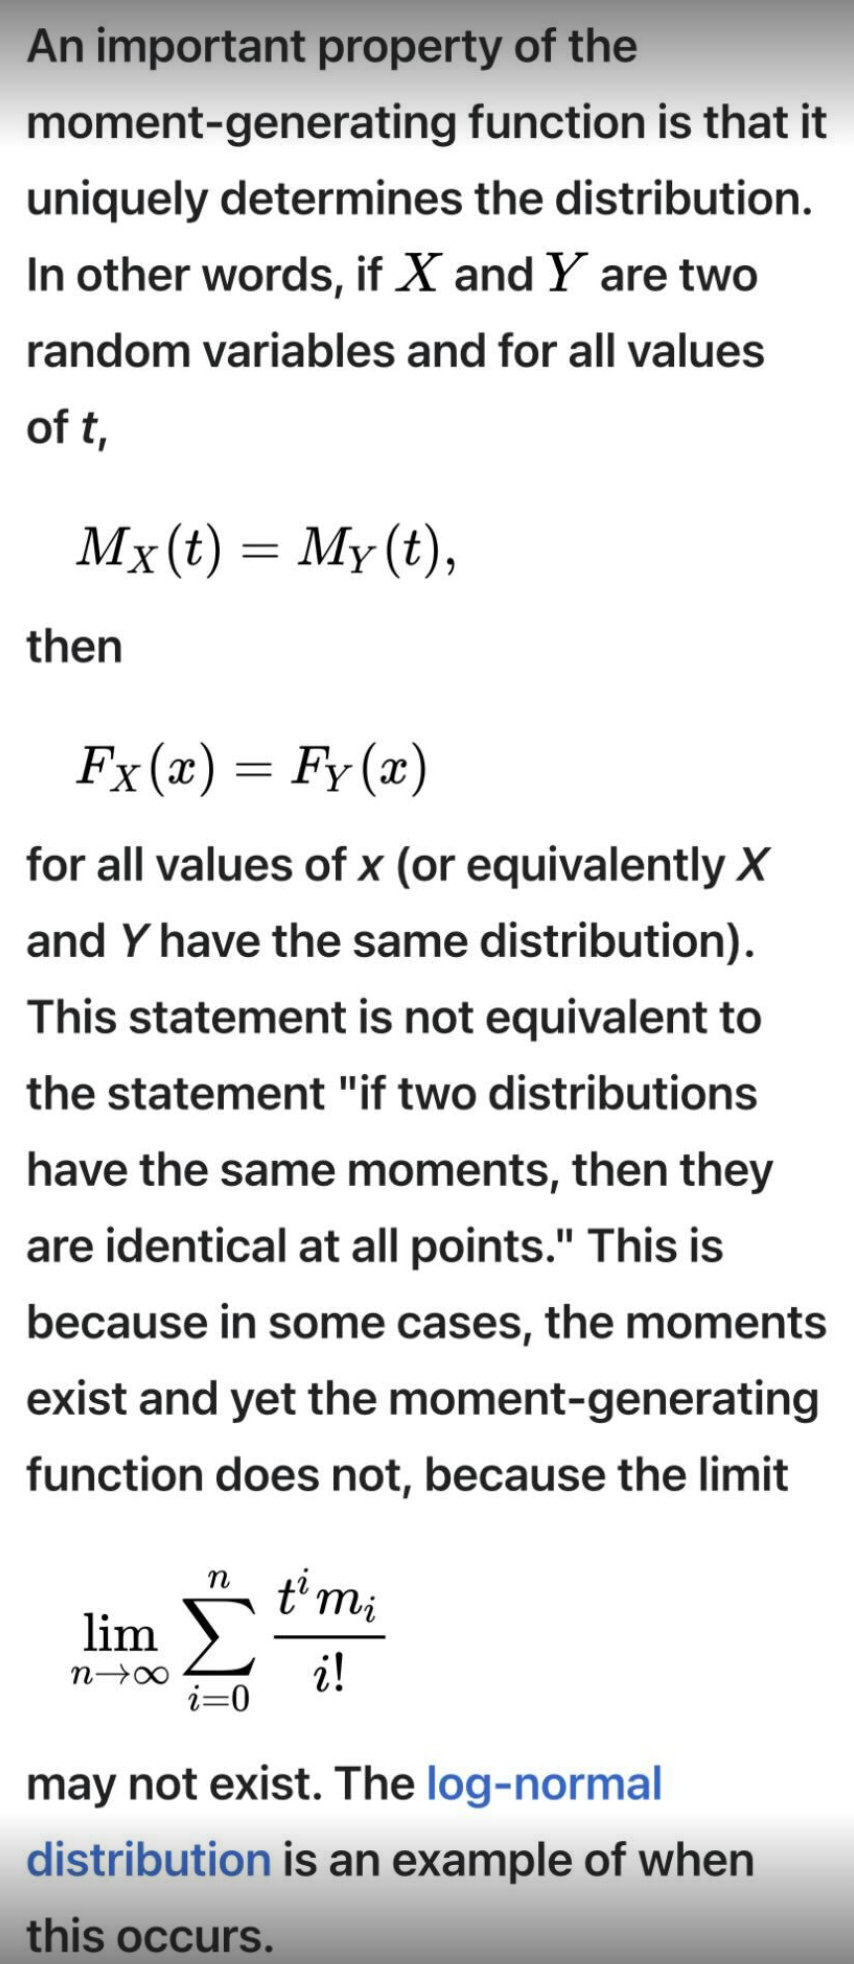 An important property of the
moment-generating function is that it
uniquely determines the distribution.
In other words, if X and Y are two
random variables and for all values
of t,
M_X(t) = M_Y(t),
then
F_X(x) = F_Y(x)
for all values of x (or equivalently X
and Y have the same distribution).
This statement is not equivalent to
the statement "if two distributions
have the same moments, then they
are identical at all points." This is
because in some cases, the moments
exist and yet the moment-generating
function does not, because the limit
lim_{n→∞} ∑_{i=0}^{n} \frac{t^i m_i}{i!}
may not exist. The log-normal
distribution is an example of when
this occurs.